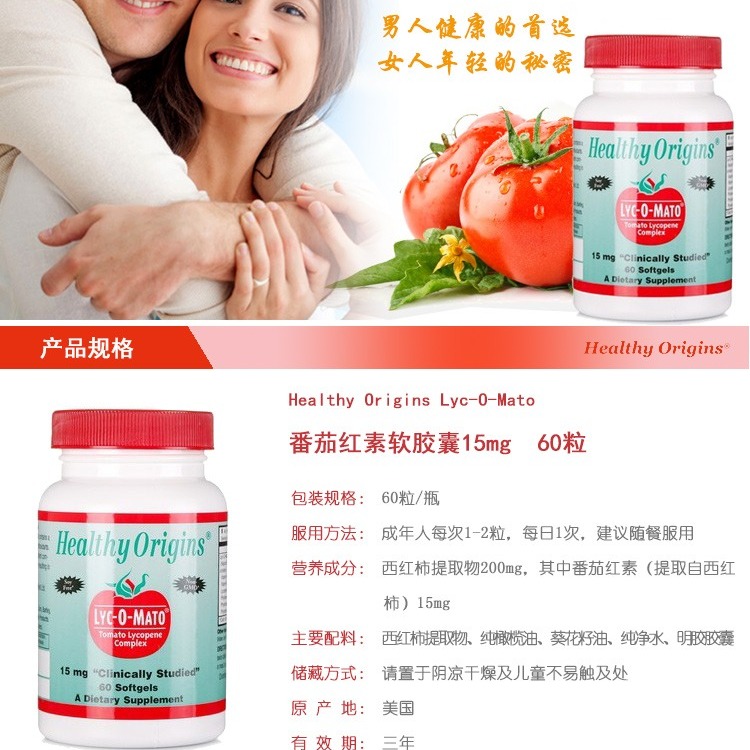 男人健康的首选
女人年轻的秘密
Healthy Origins®
LYC-O-MATO®
Tomato Lycopene
Complex
15 mg "Clinically Studied"
60 Softgels
A Dietary Supplement
产品规格
Healthy Origins®
Healthy Origins Lyc-O-Mato
番茄红素软胶囊15mg 60粒
包装规格: 60粒/瓶
服用方法: 成年人每次1-2粒，每日1次，建议随餐服用
营养成分: 西红柿提取物200mg，其中番茄红素（提取自西红
柿）15mg
主要配料: 西红柿提取物、纯橄榄油、葵花籽油、纯净水、明胶胶囊
储藏方式: 请置于阴凉干燥及儿童不易触及处
原 产 地: 美国
有 效 期: 三年
Healthy Origins®
LYC-O-MATO®
Tomato Lycopene
Complex
15 mg "Clinically Studied"
60 Softgels
A Dietary Supplement